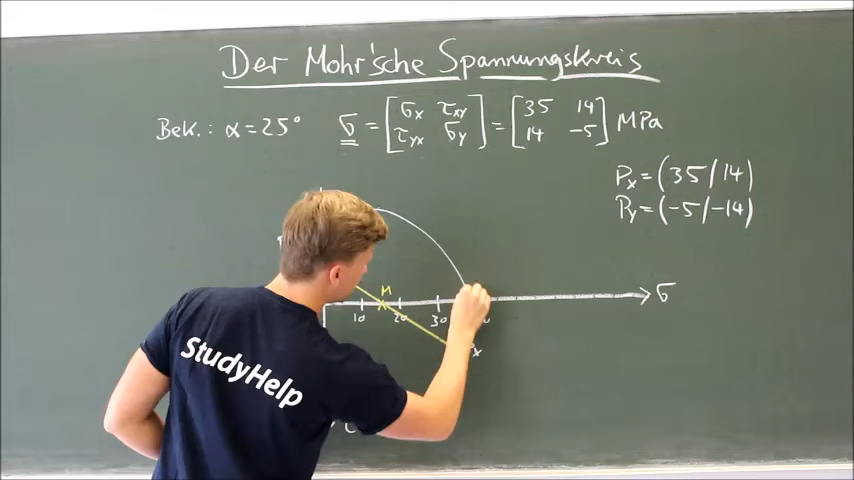 Der Mohr'sche Spannungskreis
Bek.: α = 25° σ = [σx τxy τyx σy] = [35 14 14 -5] MPa
Px = (35/14)
Py = (-5/-14)
M
σ
10 20 30
x
StudyHelp
τ